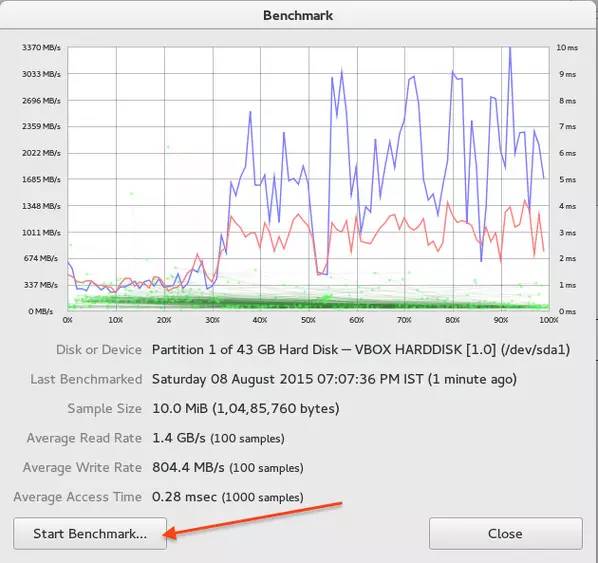 Benchmark
3370 MB/s 10 ms
3033 MB/s 9 ms
2696 MB/s 8 ms
2359 MB/s 7 ms
2022 MB/s 6 ms
1685 MB/s 5 ms
1348 MB/s 4 ms
1011 MB/s 3 ms
674 MB/s 2 ms
337 MB/s 1 ms
0 MB/s 0 ms
0% 10% 20% 30% 40% 50% 60% 70% 80% 90% 100%
Disk or Device Partition 1 of 43 GB Hard Disk — VBOX HARDDISK [1.0] (/dev/sda1)
Last Benchmarked Saturday 08 August 2015 07:07:36 PM IST (1 minute ago)
Sample Size 10.0 MiB (1,04,85,760 bytes)
Average Read Rate 1.4 GB/s (100 samples)
Average Write Rate 804.4 MB/s (100 samples)
Average Access Time 0.28 msec (1000 samples)
Start Benchmark... Close